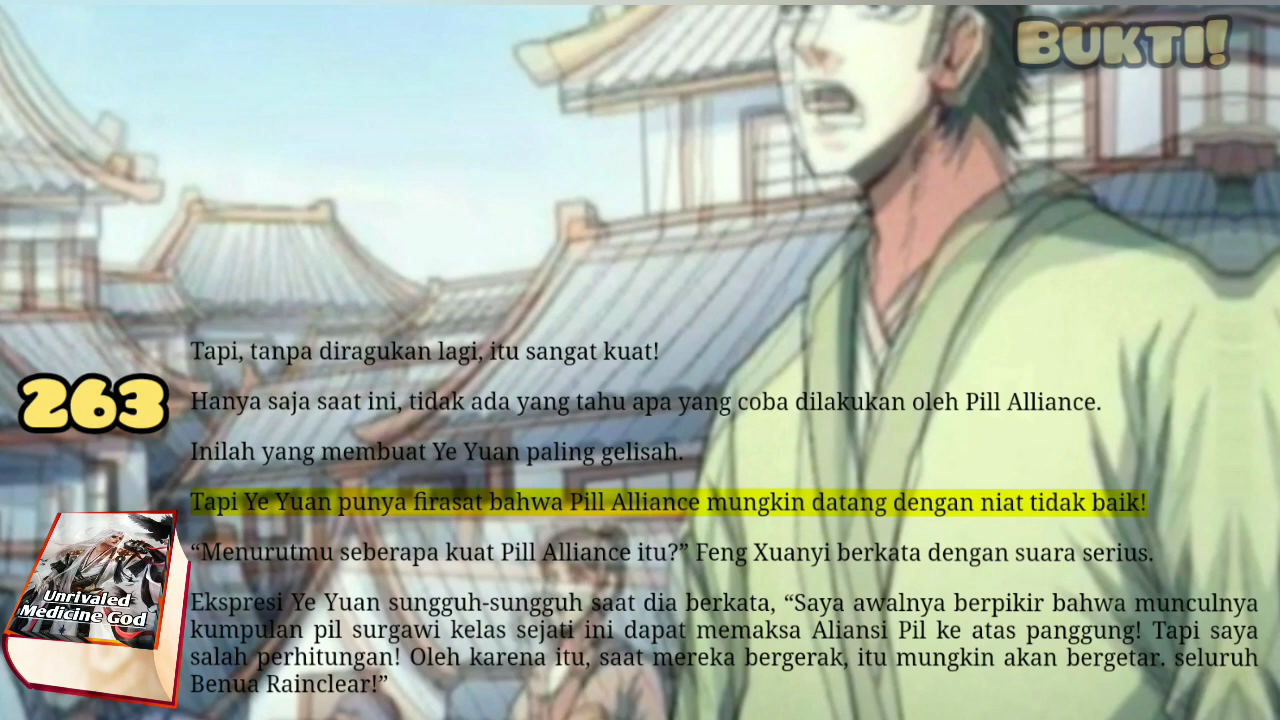 BUKTI!
Tapi, tanpa diragukan lagi, itu sangat kuat!
263
Hanya saja saat ini, tidak ada yang tahu apa yang coba dilakukan oleh Pill Alliance.
Inilah yang membuat Ye Yuan paling gelisah.
Tapi Ye Yuan punya firasat bahwa Pill Alliance mungkin datang dengan niat tidak baik!
“Menurutmu seberapa kuat Pill Alliance itu?” Feng Xuanyi berkata dengan suara serius.
Ekspresi Ye Yuan sungguh-sungguh saat dia berkata, “Saya awalnya berpikir bahwa munculnya
kumpulan pil surgawi kelas sejati ini dapat memaksa Aliansi Pil ke atas panggung! Tapi saya
salah perhitungan! Oleh karena itu, saat mereka bergerak, itu mungkin akan bergetar. seluruh
Benua Rainclear!”
Unrivaled
Medicine God